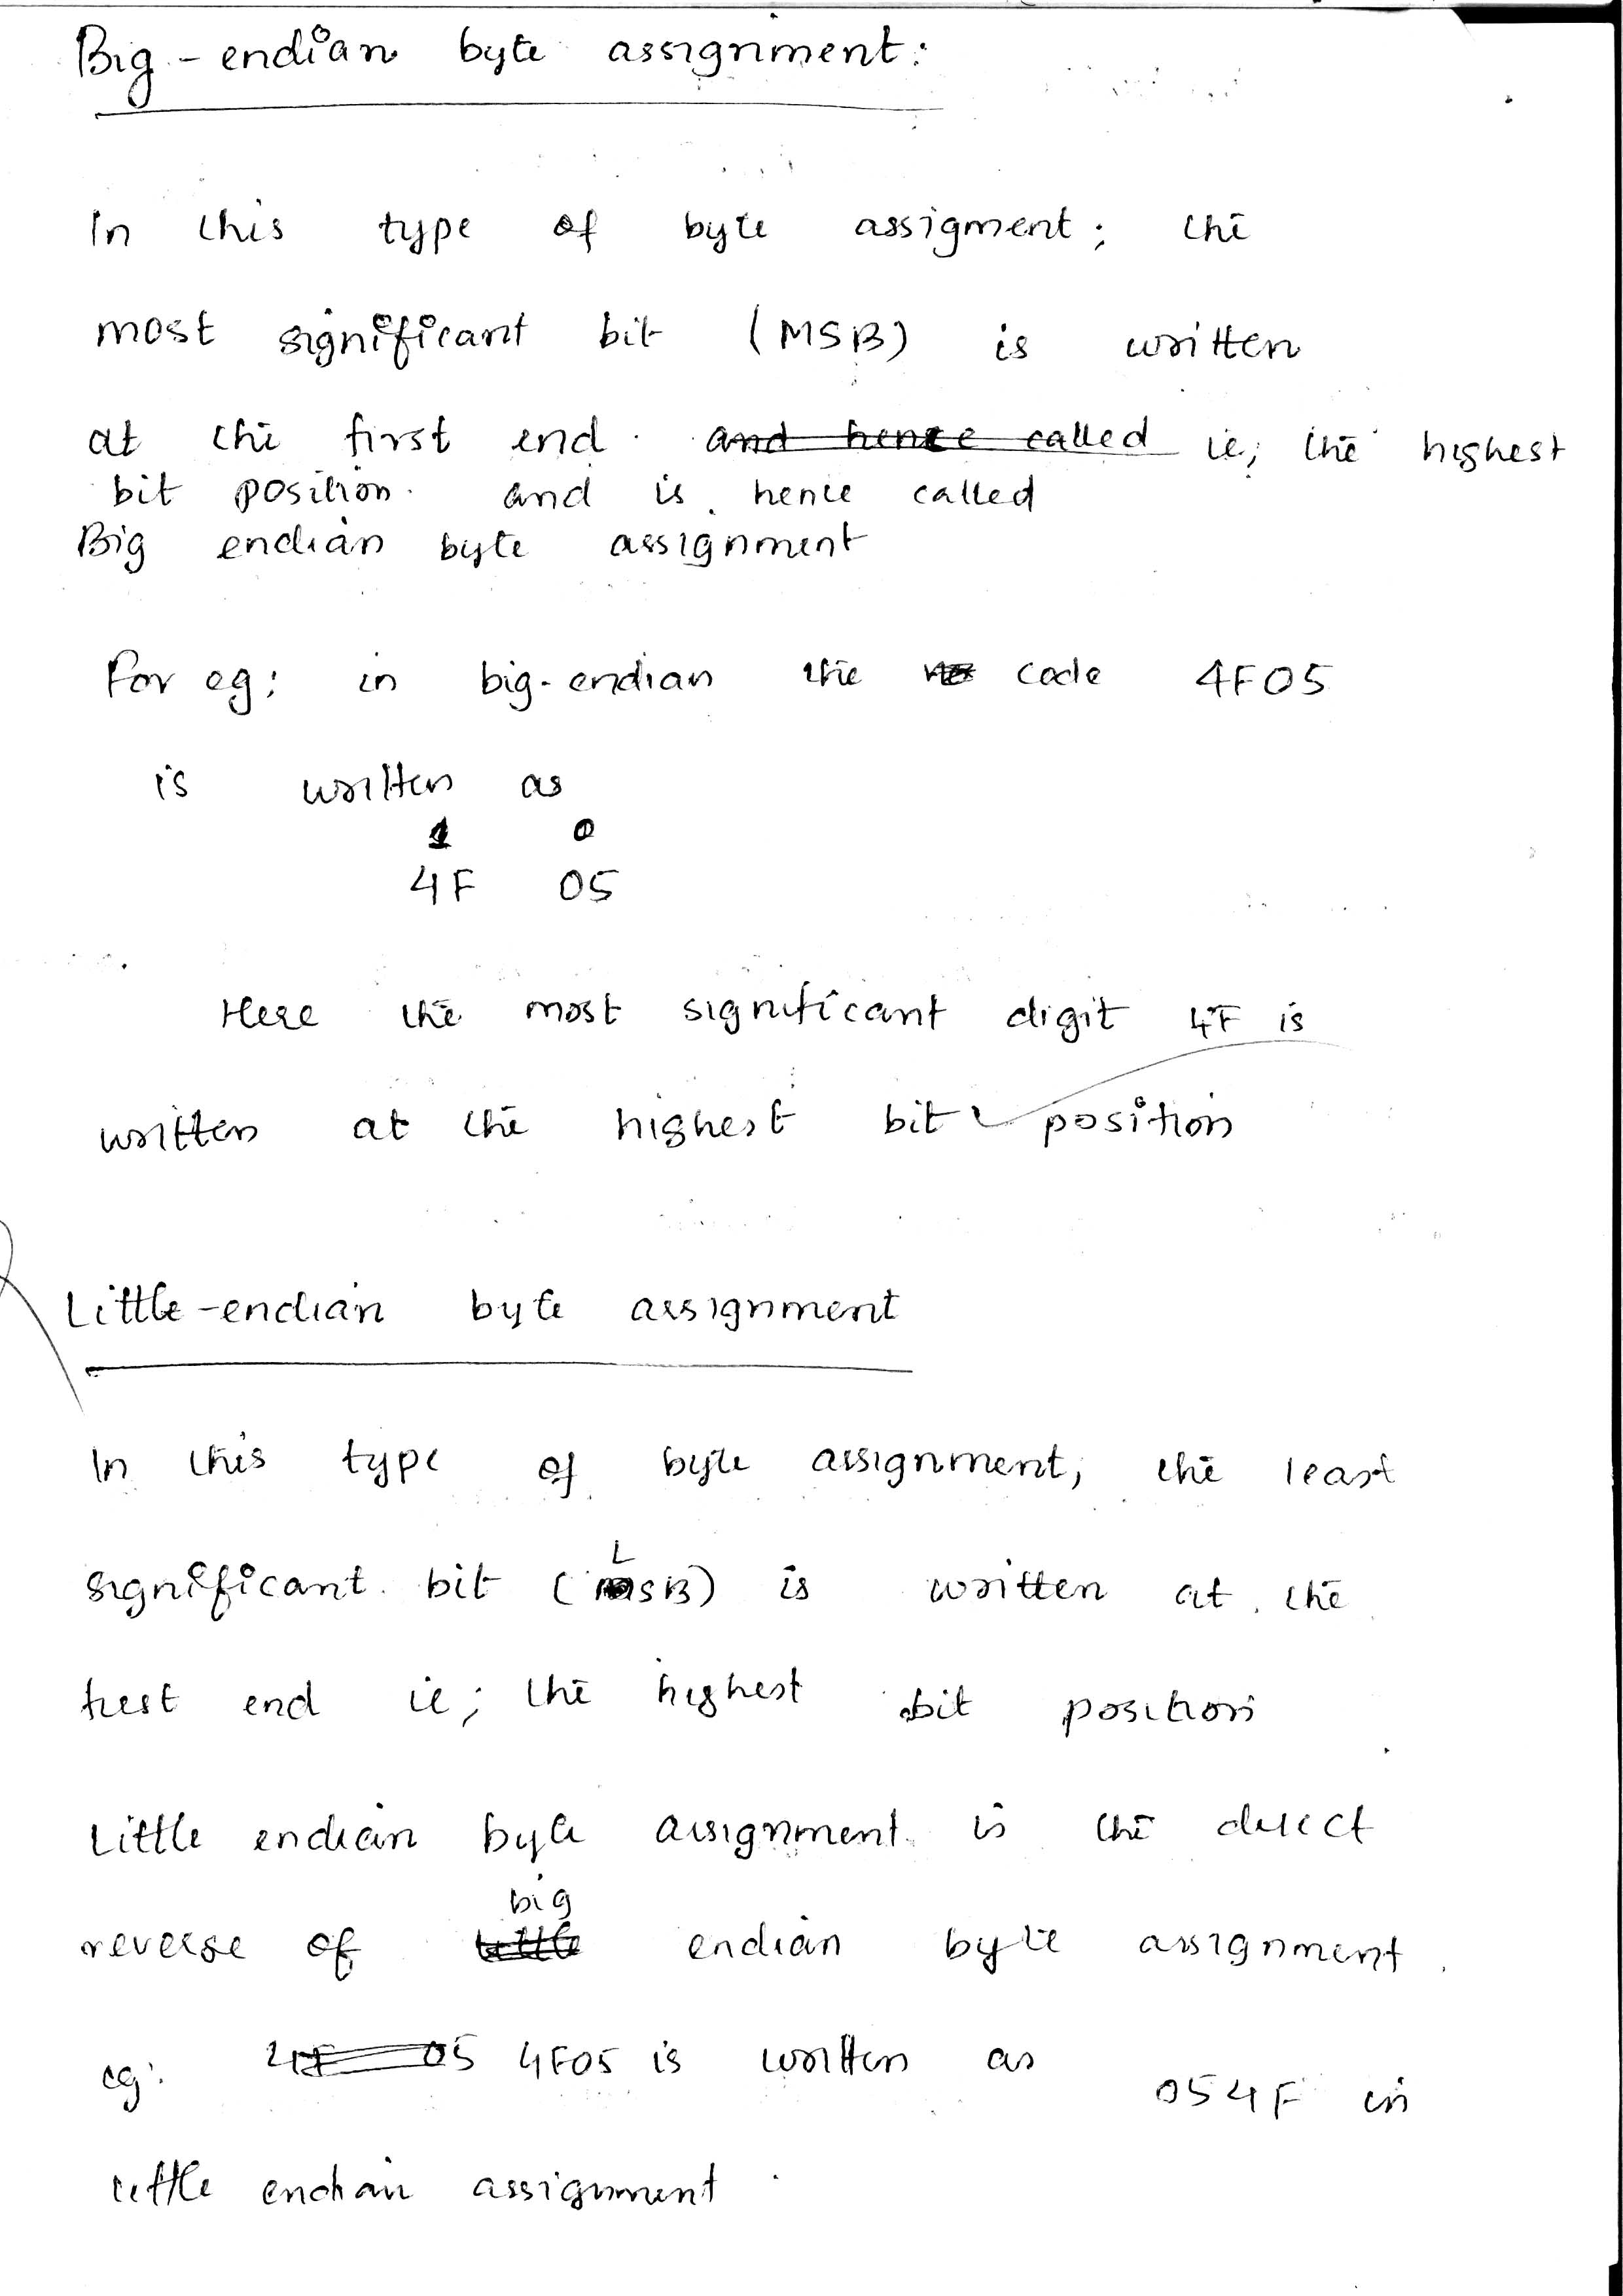 Big-endian byte assignment:
In this type of byte assigment; the
most significant bit (MSB) is written
at the first end. and hence called ie; the highest
bit position. and is hence called
Big endian byte assignment
For eg: in big-endian the code 4F05
is written as
1 0
4F 05
Here the most significant digit 4F is
written at the highest bit position
Little-endian byte assignment
In this type of byte assignment, the least
significant bit (LSB) is written at the
first end ie; the highest bit position
Little endian byte assignment is the direct
big
reverse of little endian byte assignment.
eg: 4F 05 4F05 is written as
054F in
little endian assignment.